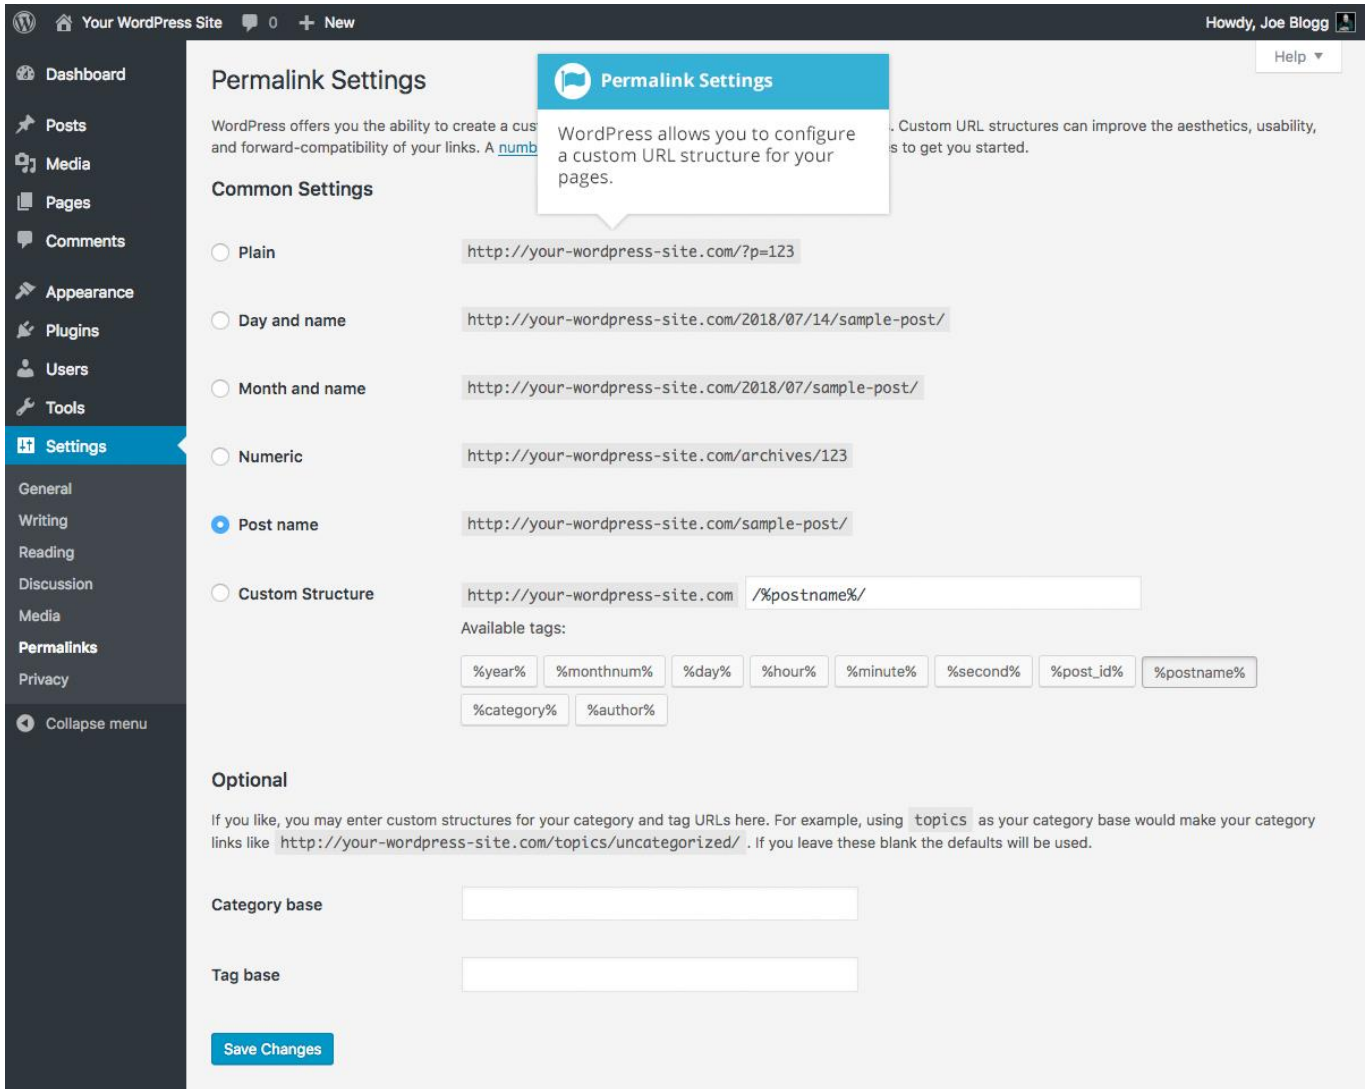 Your WordPress Site 0 + New Howdy, Joe Blogg
Help ▼
Dashboard
Posts
Media
Pages
Comments
Appearance
Plugins
Users
Tools
Settings
General
Writing
Reading
Discussion
Media
Permalinks
Privacy
Collapse menu
Permalink Settings
Permalink Settings
WordPress allows you to configure
a custom URL structure for your
pages.
WordPress offers you the ability to create a . Custom URL structures can improve the aesthetics, usability,
and forward-compatibility of your links. A to get you started.
Common Settings
Plain http://your-wordpress-site.com/?p=123
Day and name http://your-wordpress-site.com/2018/07/14/sample-post/
Month and name http://your-wordpress-site.com/2018/07/sample-post/
Numeric http://your-wordpress-site.com/archives/123
Post name http://your-wordpress-site.com/sample-post/
Custom Structure http://your-wordpress-site.com /%postname%/
Available tags:
%year% %monthnum% %day% %hour% %minute% %second% %post_id% %postname%
%category% %author%
Optional
If you like, you may enter custom structures for your category and tag URLs here. For example, using topics as your category base would make your category
links like http://your-wordpress-site.com/topics/uncategorized/ . If you leave these blank the defaults will be used.
Category base
Tag base
Save Changes